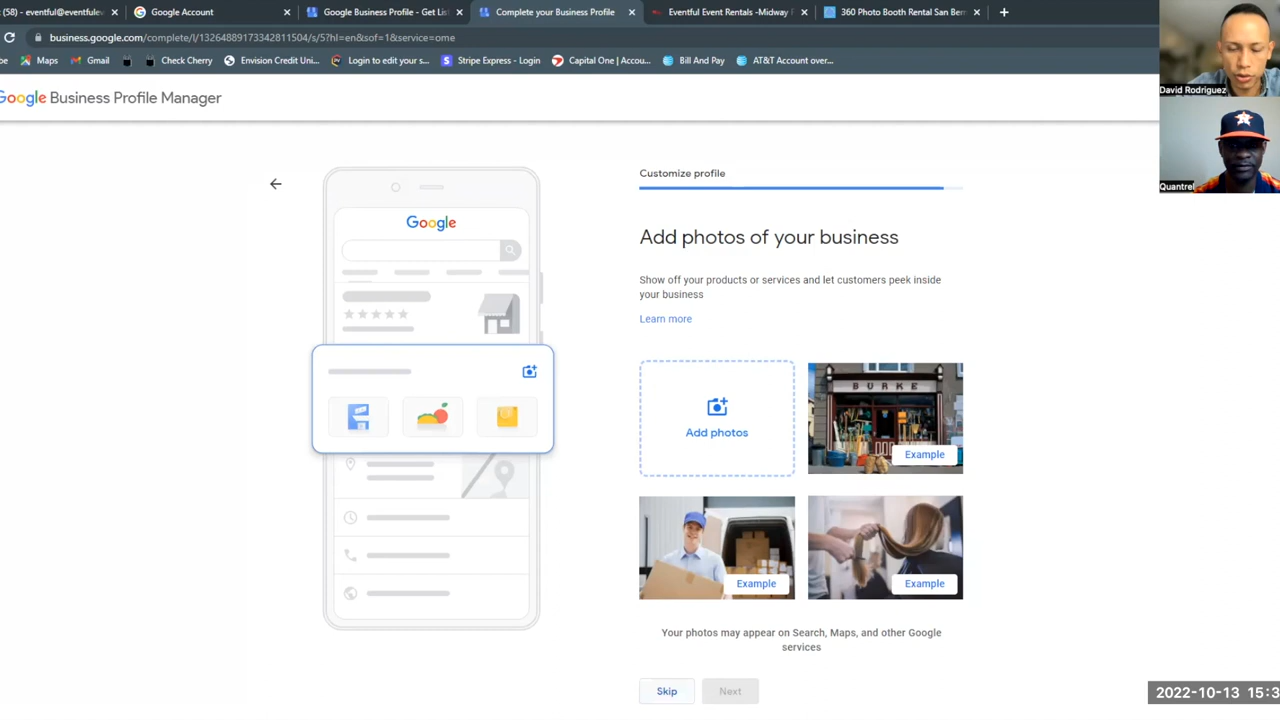 (58) - eventful@eventfulev
Google Account
Google Business Profile - Get List
Complete your Business Profile
Eventful Event Rentals -Midway F
360 Photo Booth Rental San Bern
business.google.com/complete/l/13264889173342811504/s/5?hl=en&sof=1&service=ome
be
Maps
Gmail
Check Cherry
Envision Credit Uni...
Login to edit your s...
Stripe Express - Login
Capital One | Accou...
Bill And Pay
AT&T Account over...
David Rodriguez
Google Business Profile Manager
Quantrel
Customize profile
Google
Add photos of your business
Show off your products or services and let customers peek inside
your business
Learn more
BURKE
Add photos
Example
Example
Example
Your photos may appear on Search, Maps, and other Google
services
Skip
Next
2022-10-13 15:3